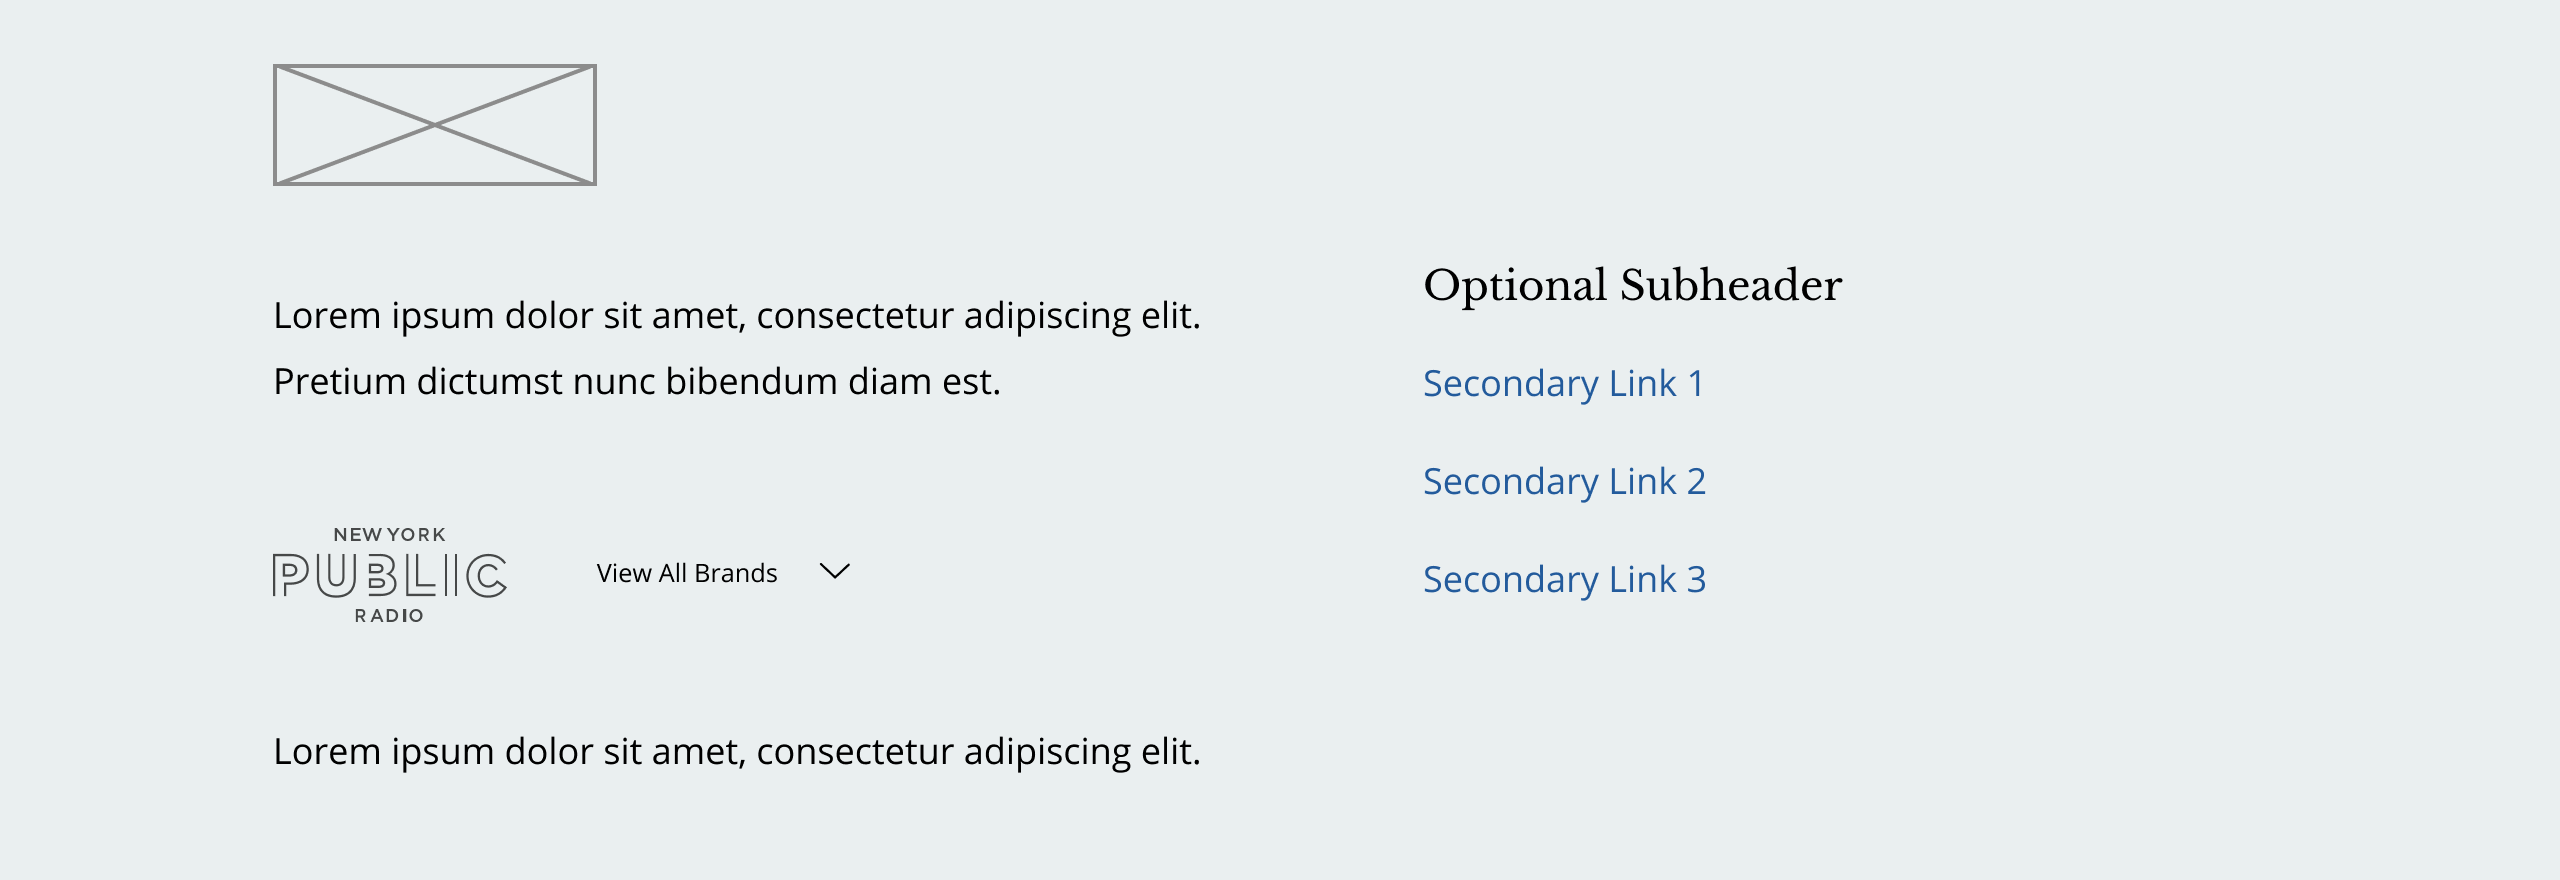 Lorem ipsum dolor sit amet, consectetur adipiscing elit.
Pretium dictumst nunc bibendum diam est.
NEW YORK
PUBLIC
RADIO
View All Brands
Lorem ipsum dolor sit amet, consectetur adipiscing elit.
Optional Subheader
Secondary Link 1
Secondary Link 2
Secondary Link 3